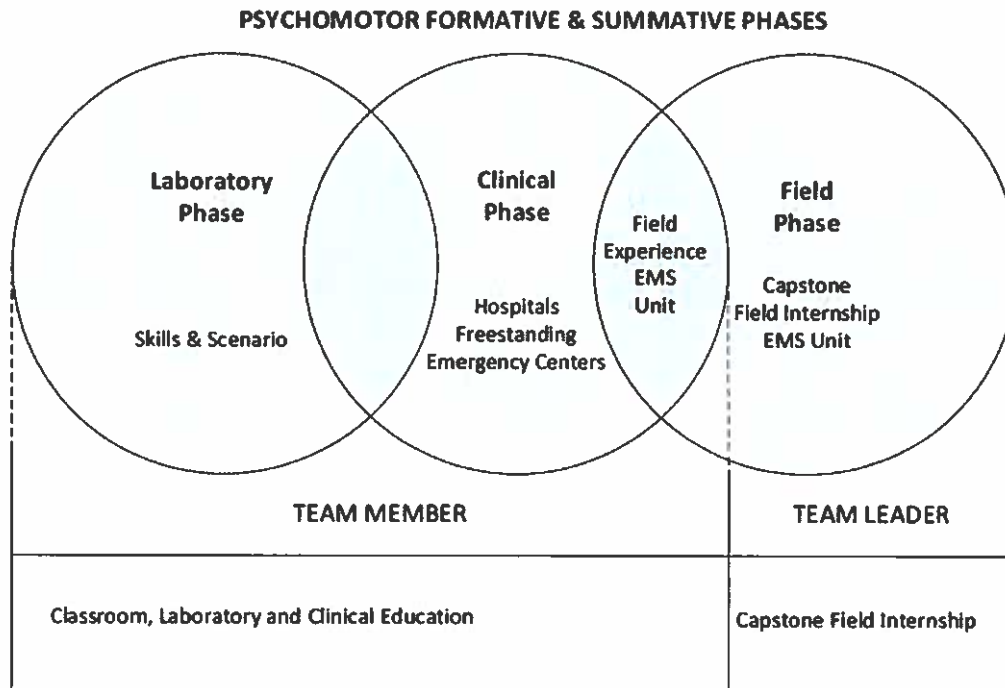 PSYCHOMOTOR FORMATIVE & SUMMATIVE PHASES
Laboratory
Phase
Skills & Scenario
Clinical
Phase
Hospitals
Freestanding
Emergency Centers
Field
Experience
EMS
Unit
Field
Phase
Capstone
Field Internship
EMS Unit
TEAM MEMBER
TEAM LEADER
Classroom, Laboratory and Clinical Education
Capstone Field Internship